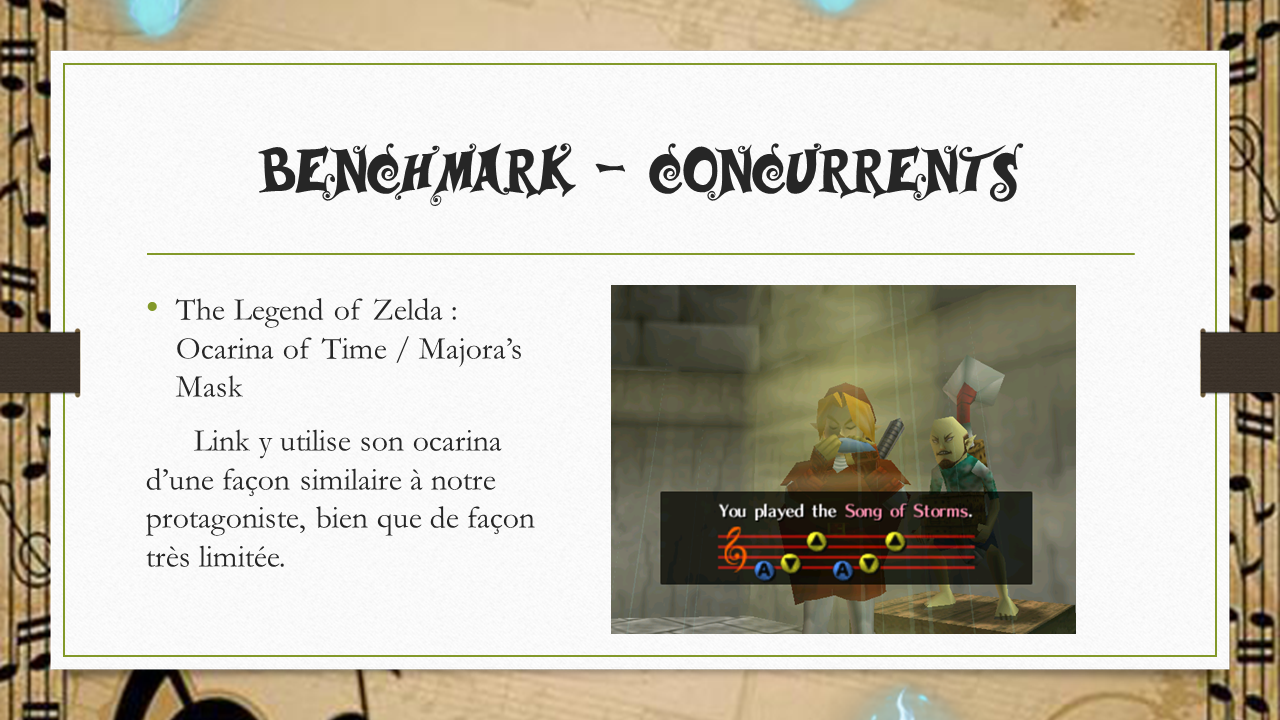 BENCHMARK – CONCURRENTS
• The Legend of Zelda :
Ocarina of Time / Majora’s
Mask
Link y utilise son ocarina
d’une façon similaire à notre
protagoniste, bien que de façon
très limitée.
You played the Song of Storms.
A ▼ ▲ A ▼ ▲